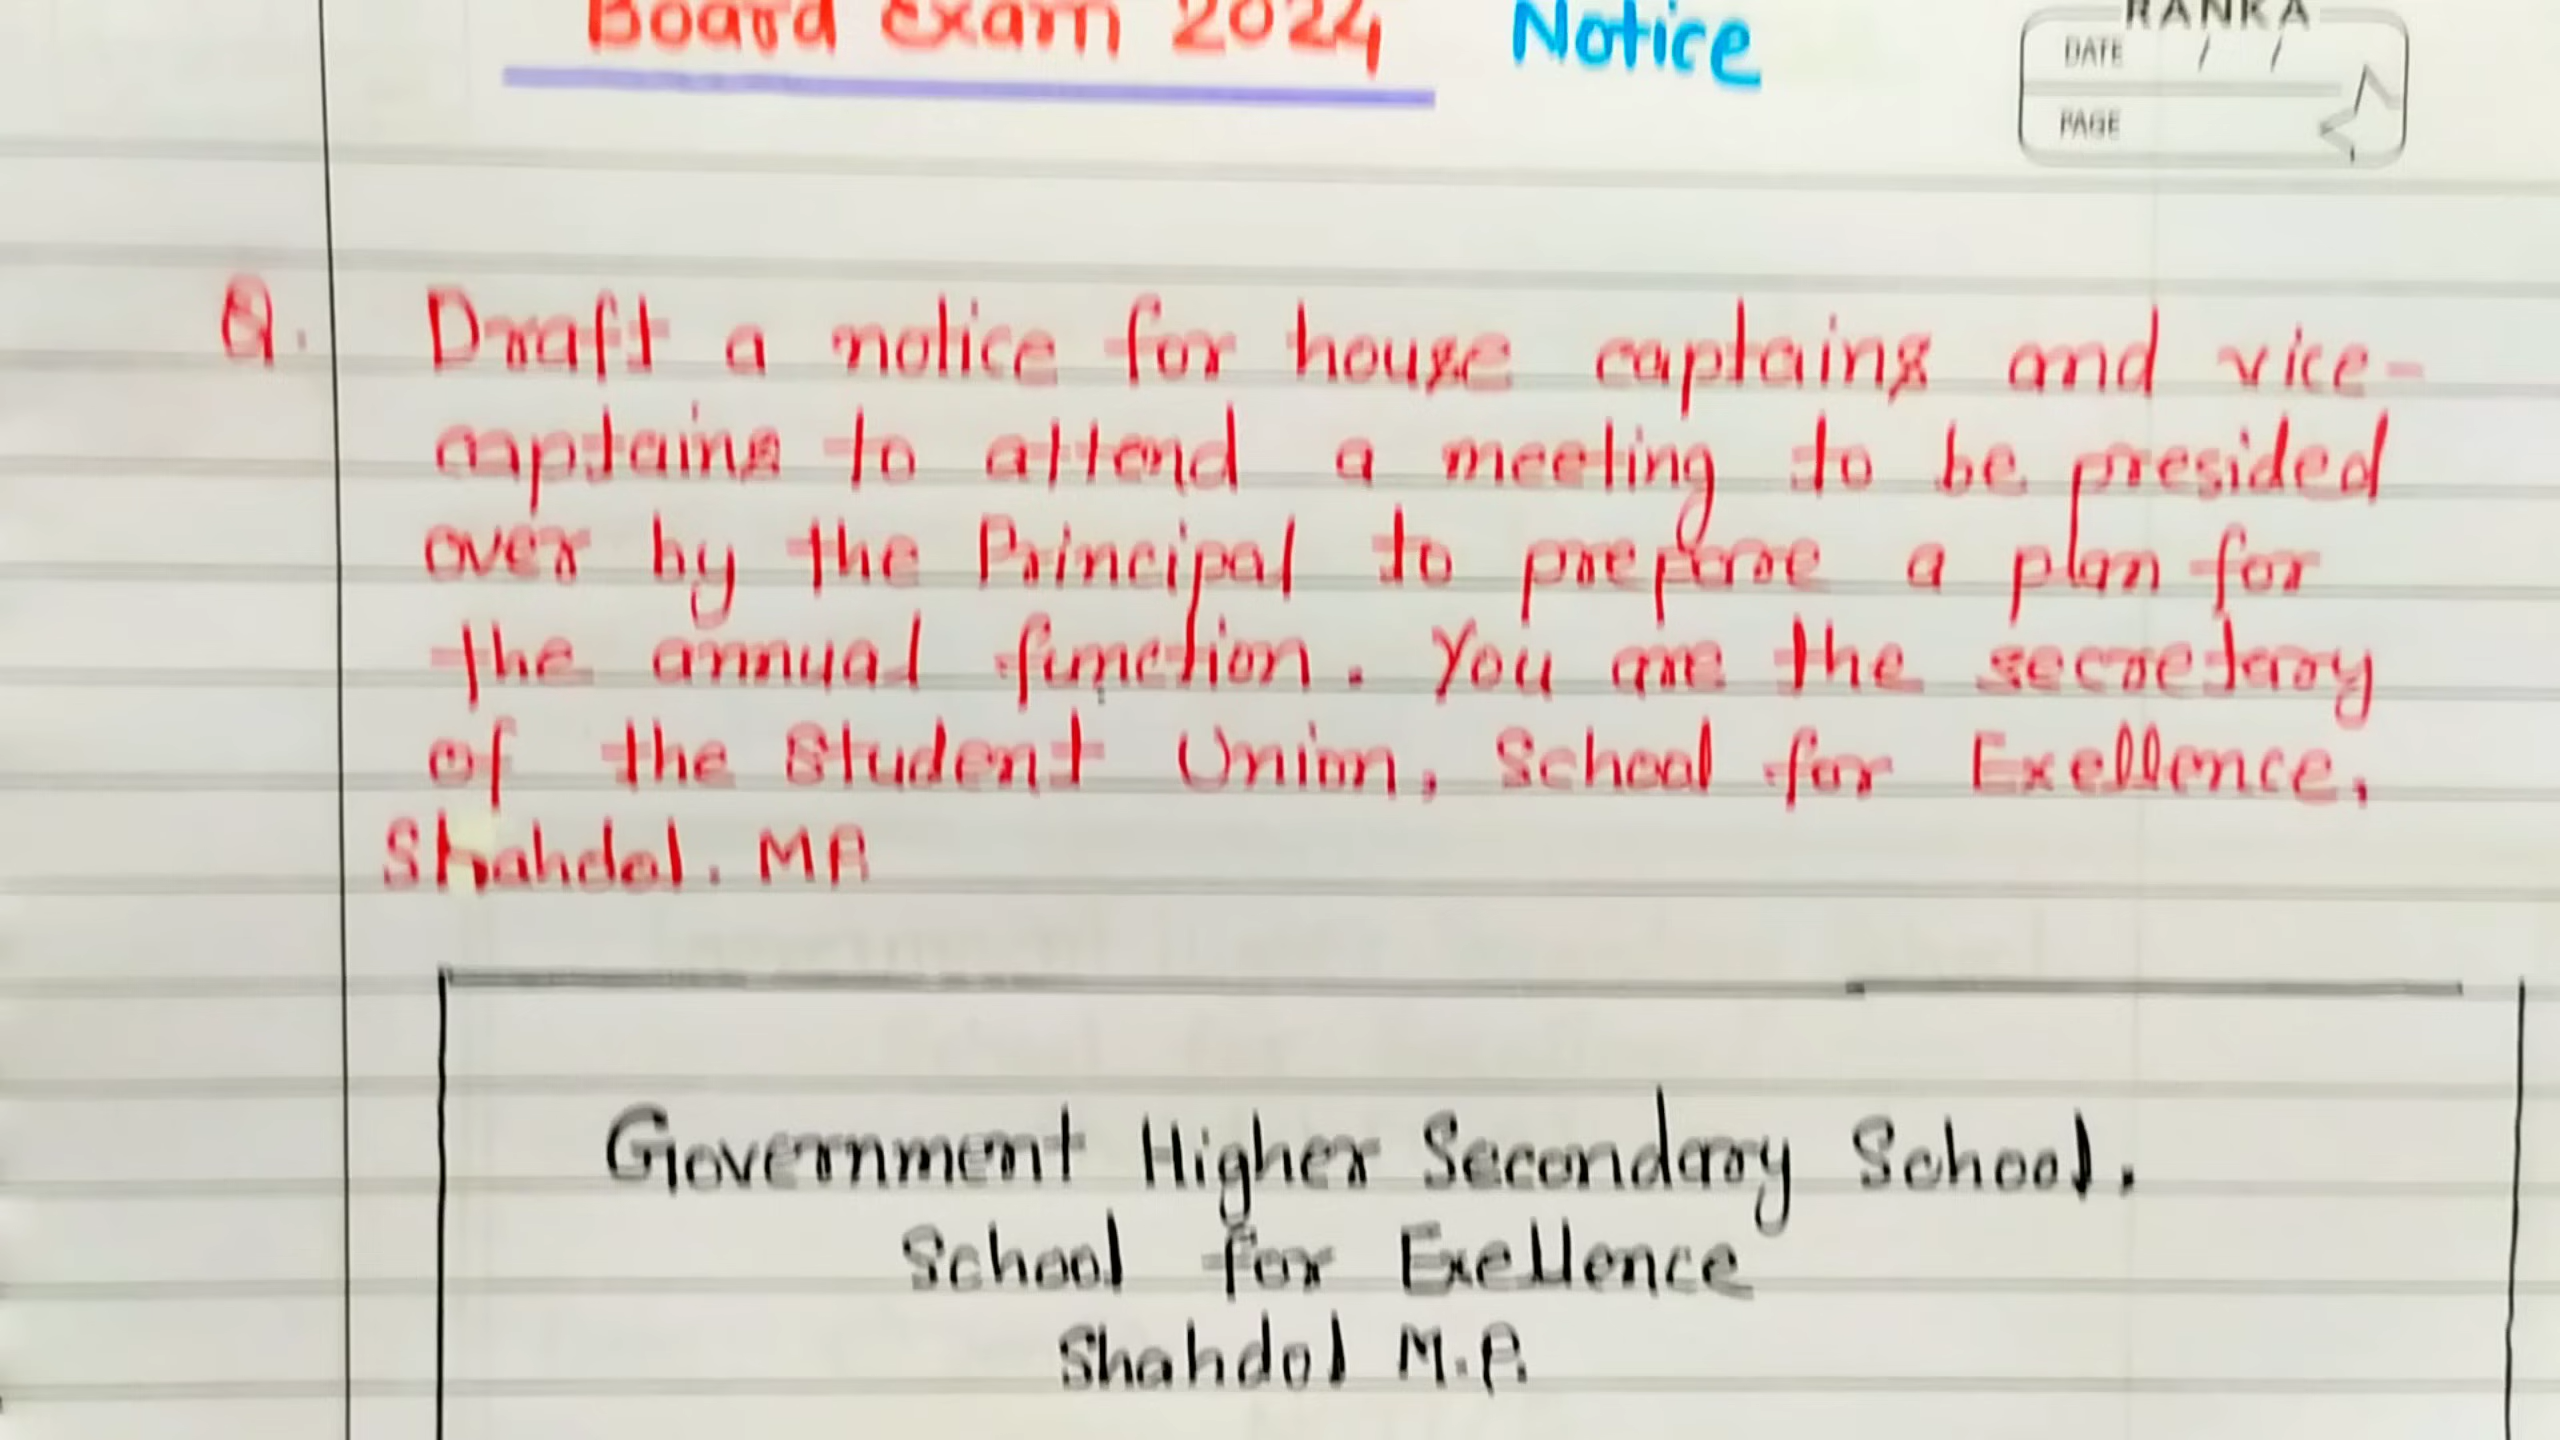 Board Exam 2024 Notice
RANKA
DATE / /
PAGE
Q. Draft a notice for house captains and vice-
captains to attend a meeting to be presided
over by the Principal to prepare a plan for
the annual function. You are the secretary
of the Student Union, School for Exellence,
Shahdol. MP
Government Higher Secondary School.
School for Exellence
Shahdol M.P.